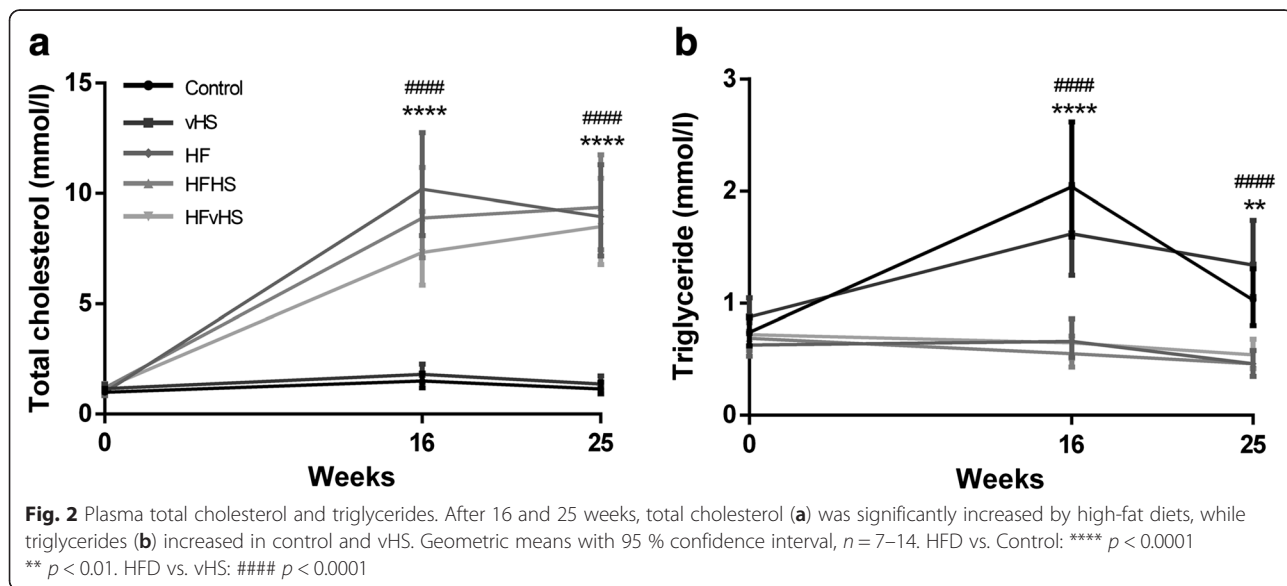 a
Total cholesterol (mmol/l)
15
10
5
0
Control
vHS
HF
HFHS
HFvHS
####
****
####
****
0
16
25
Weeks
b
Triglyceride (mmol/l)
3
2
1
0
####
****
####
**
0
16
25
Weeks
Fig. 2 Plasma total cholesterol and triglycerides. After 16 and 25 weeks, total cholesterol (a) was significantly increased by high-fat diets, while
triglycerides (b) increased in control and vHS. Geometric means with 95 % confidence interval, n = 7–14. HFD vs. Control: **** p < 0.0001
** p < 0.01. HFD vs. vHS: #### p < 0.0001